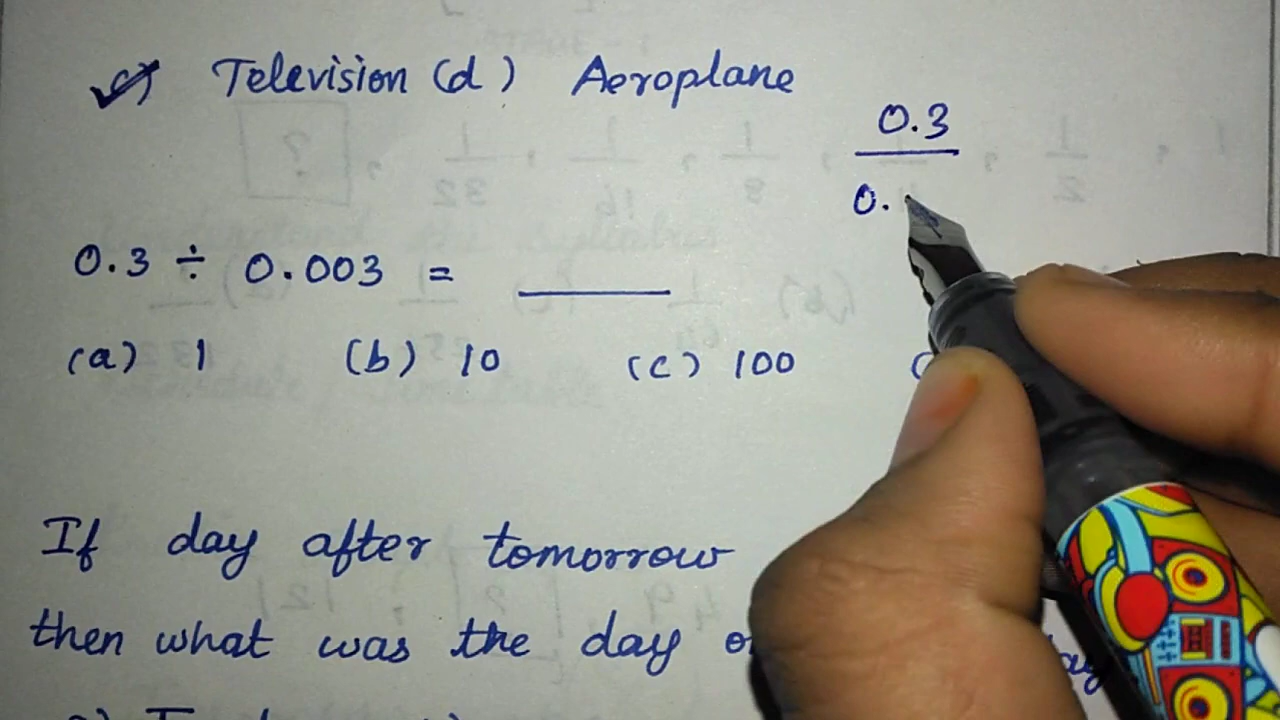 Television (d) Aeroplane
0.3
0.
0.3 ÷ 0.003 = ______
(a) 1 (b) 10 (c) 100
If day after tomorrow
then what was the day